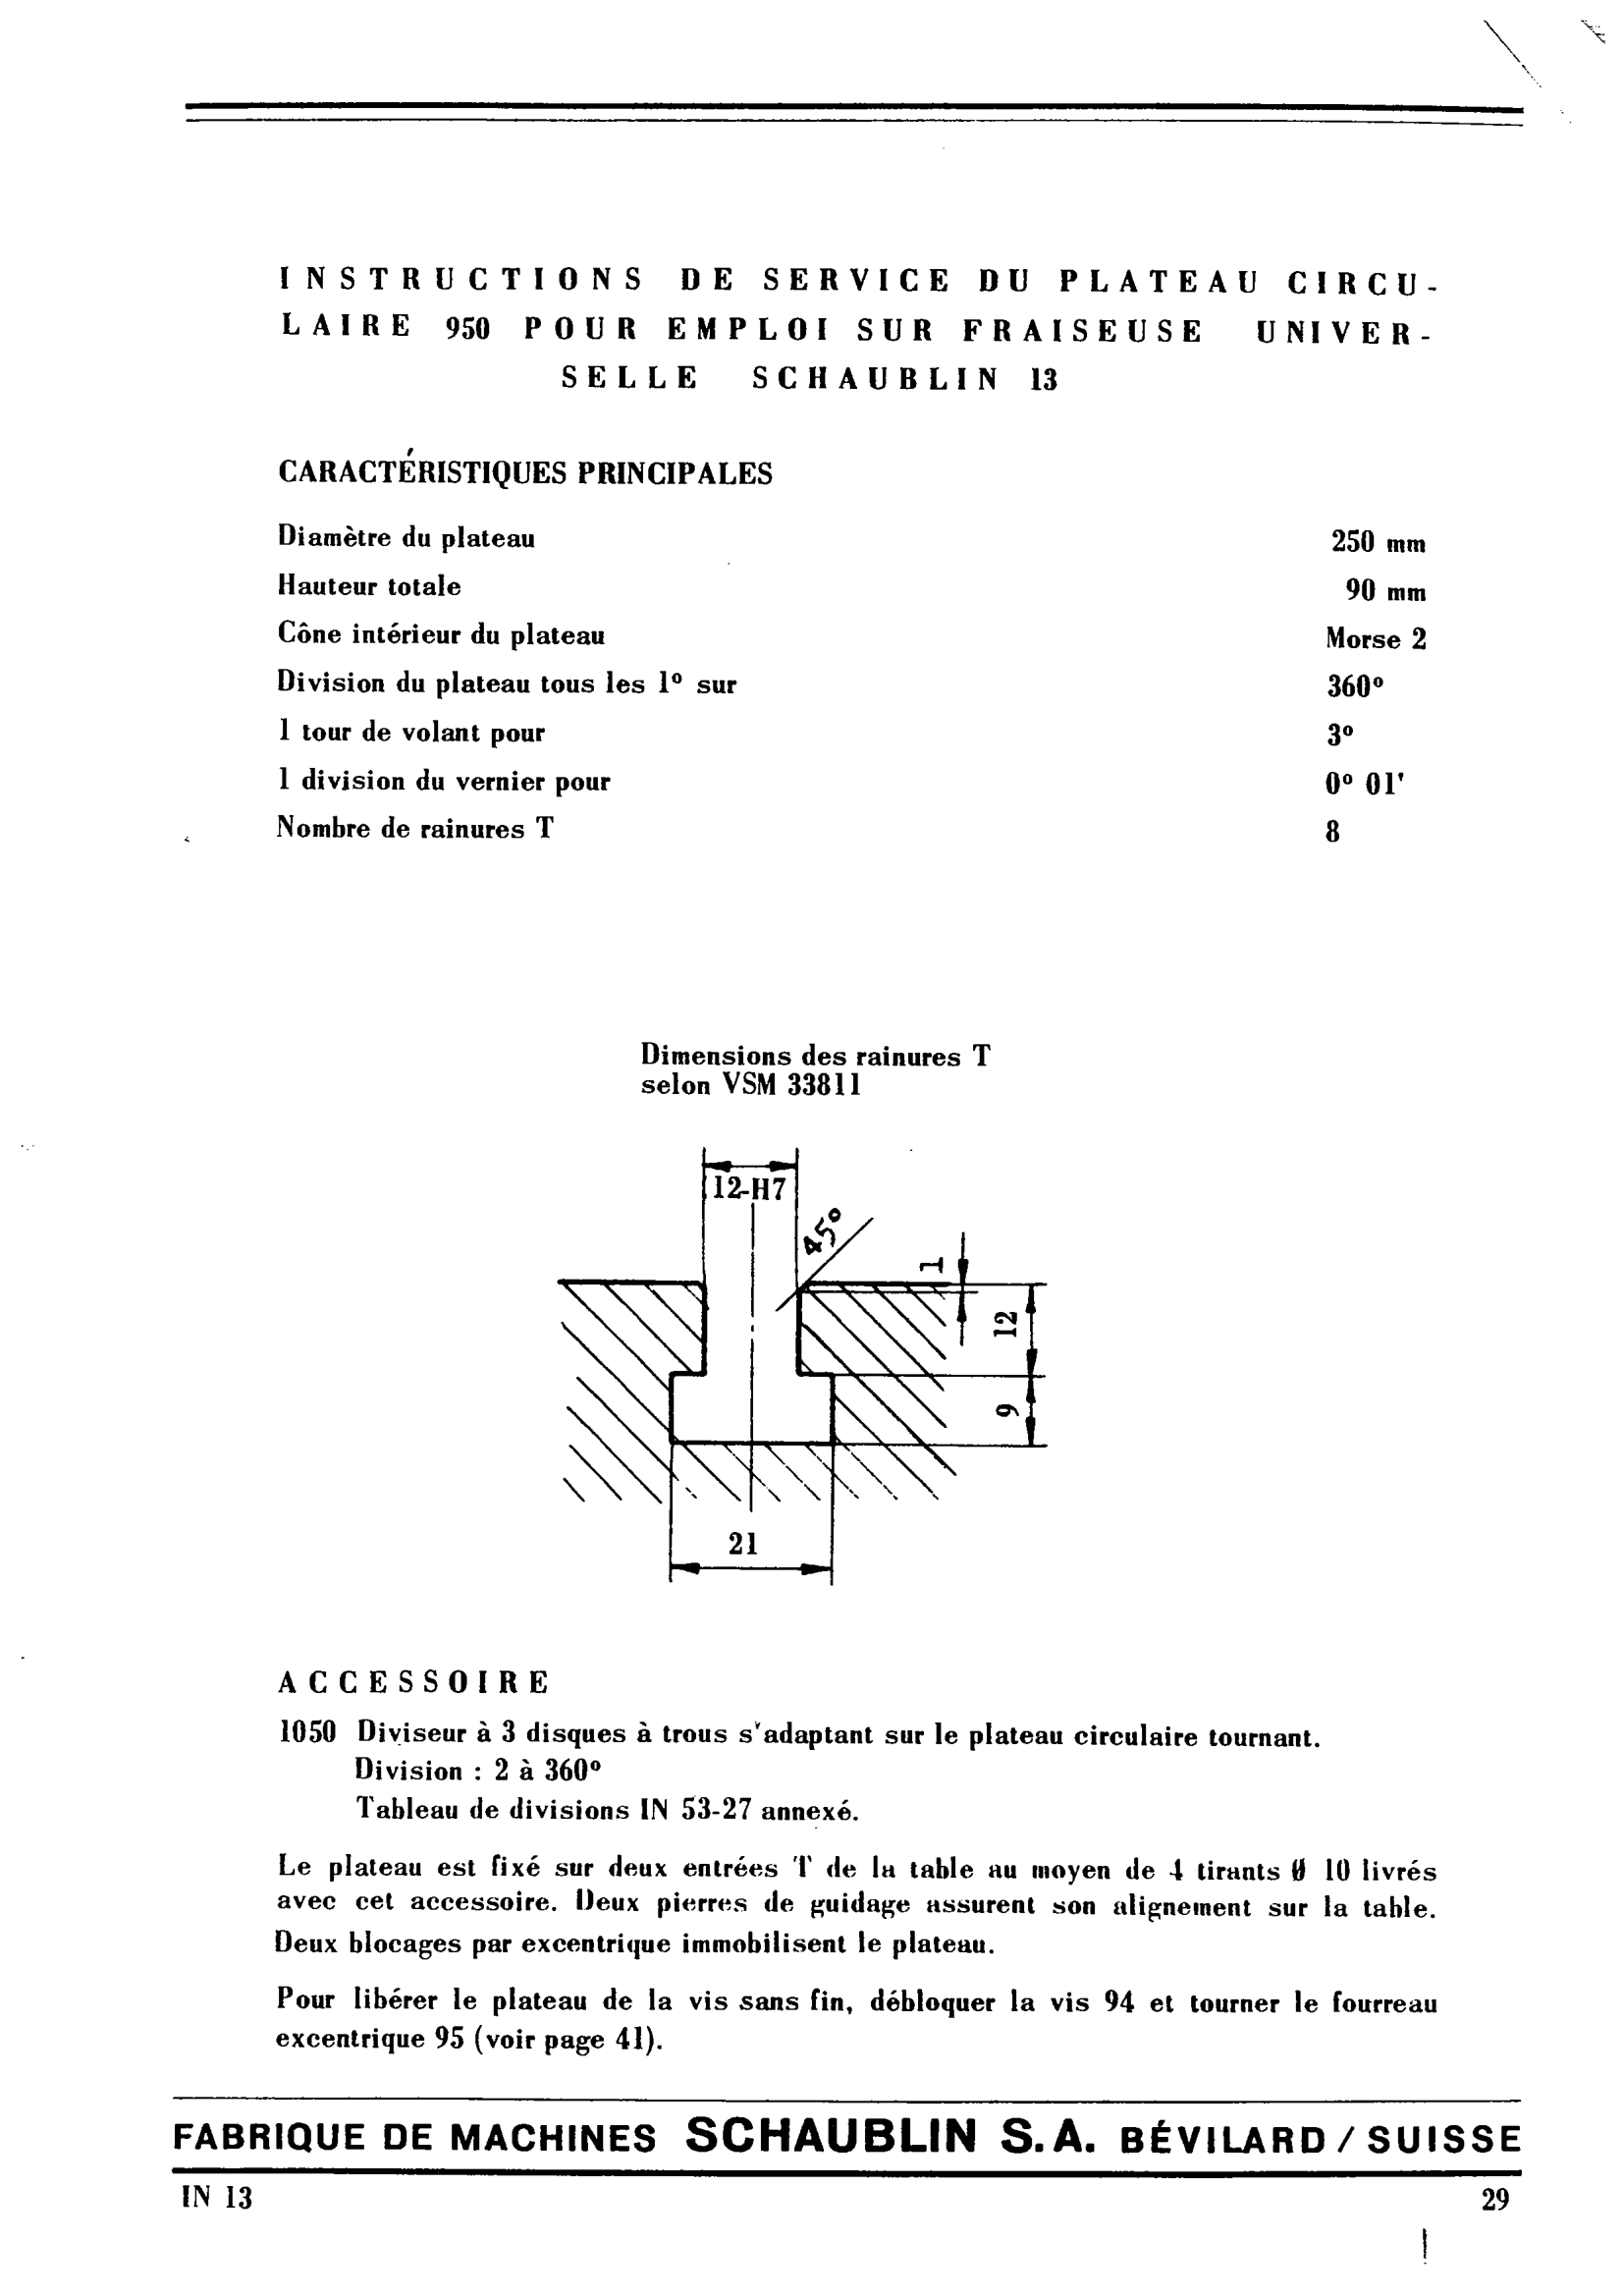 INSTRUCTIONS DE SERVICE DU PLATEAU CIRCU-
LAIRE 950 POUR EMPLOI SUR FRAISEUSE UNIVER-
SELLE SCHAUBLIN 13
CARACTÉRISTIQUES PRINCIPALES
Diamètre du plateau 250 mm
Hauteur totale 90 mm
Cône intérieur du plateau Morse 2
Division du plateau tous les 1° sur 360°
1 tour de volant pour 3°
1 division du vernier pour 0° 01'
Nombre de rainures T 8
Dimensions des rainures T
selon VSM 33811
12-H7
45°
1
12
9
21
ACCESSOIRE
1050 Diviseur à 3 disques à trous s'adaptant sur le plateau circulaire tournant.
Division : 2 à 360°
Tableau de divisions IN 53-27 annexé.
Le plateau est fixé sur deux entrées T de la table au moyen de 4 tirants Ø 10 livrés
avec cet accessoire. Deux pierres de guidage assurent son alignement sur la table.
Deux blocages par excentrique immobilisent le plateau.
Pour libérer le plateau de la vis sans fin, débloquer la vis 94 et tourner le fourreau
excentrique 95 (voir page 41).
FABRIQUE DE MACHINES SCHAUBLIN S.A. BÉVILARD / SUISSE
IN 13
29